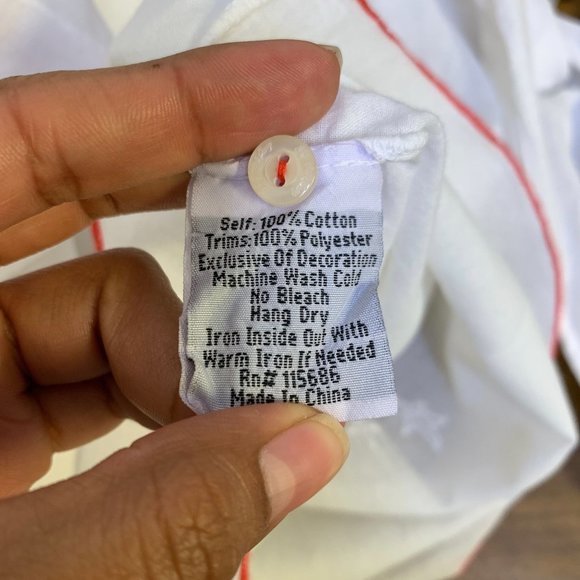 Self: 100% Cotton
Trims: 100% Polyester
Exclusive Of Decoration
Machine Wash Cold
No Bleach
Hang Dry
Iron Inside Out With
Warm Iron If Needed
Rn# 115686
Made In China